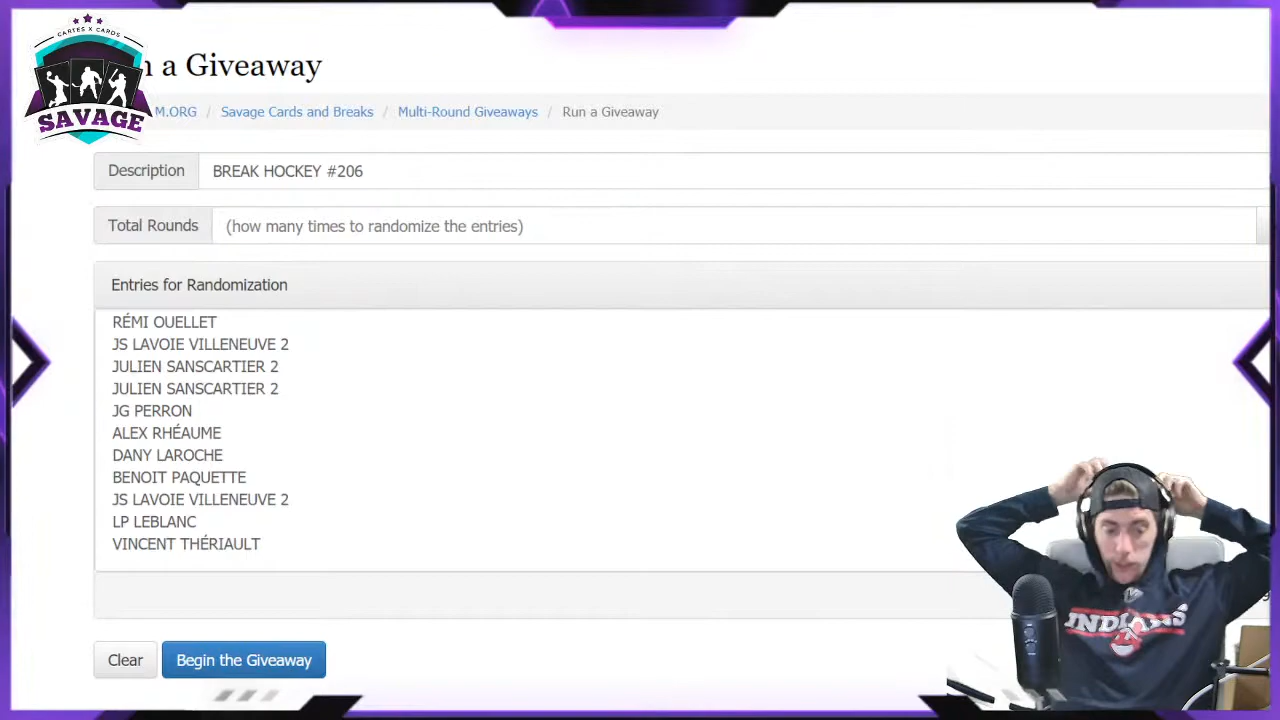 CARTES X CARDS
SAVAGE
n a Giveaway
M.ORG / Savage Cards and Breaks / Multi-Round Giveaways / Run a Giveaway
Description BREAK HOCKEY #206
Total Rounds (how many times to randomize the entries)
Entries for Randomization
RÉMI OUELLET
JS LAVOIE VILLENEUVE 2
JULIEN SANSCARTIER 2
JULIEN SANSCARTIER 2
JG PERRON
ALEX RHÉAUME
DANY LAROCHE
BENOIT PAQUETTE
JS LAVOIE VILLENEUVE 2
LP LEBLANC
VINCENT THÉRIAULT
Clear Begin the Giveaway
INDIANS